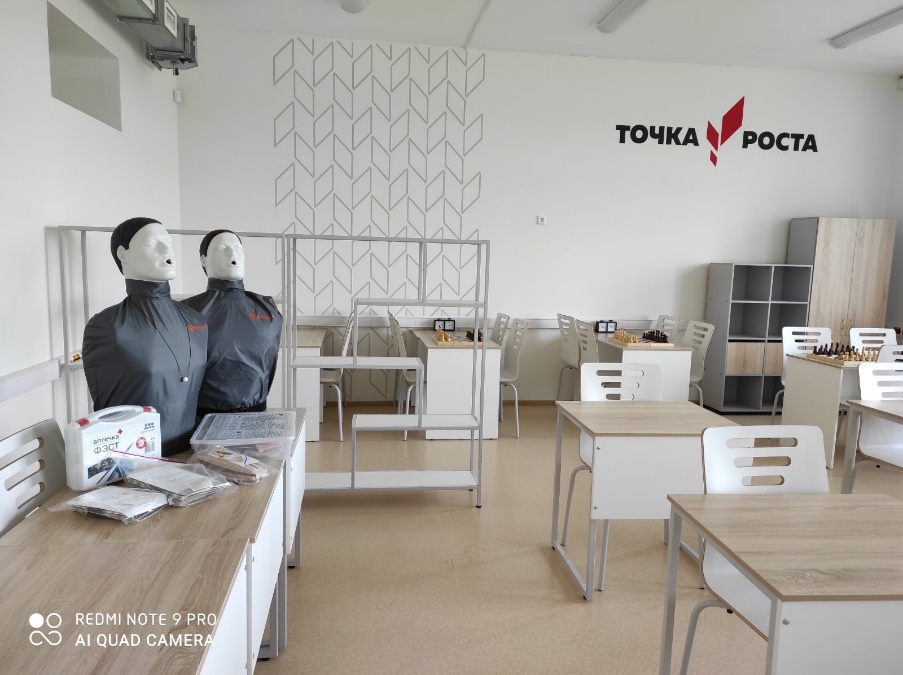 ТОЧКА РОСТА
аптечка
ФЭСТ
REDMI NOTE 9 PRO
AI QUAD CAMERA